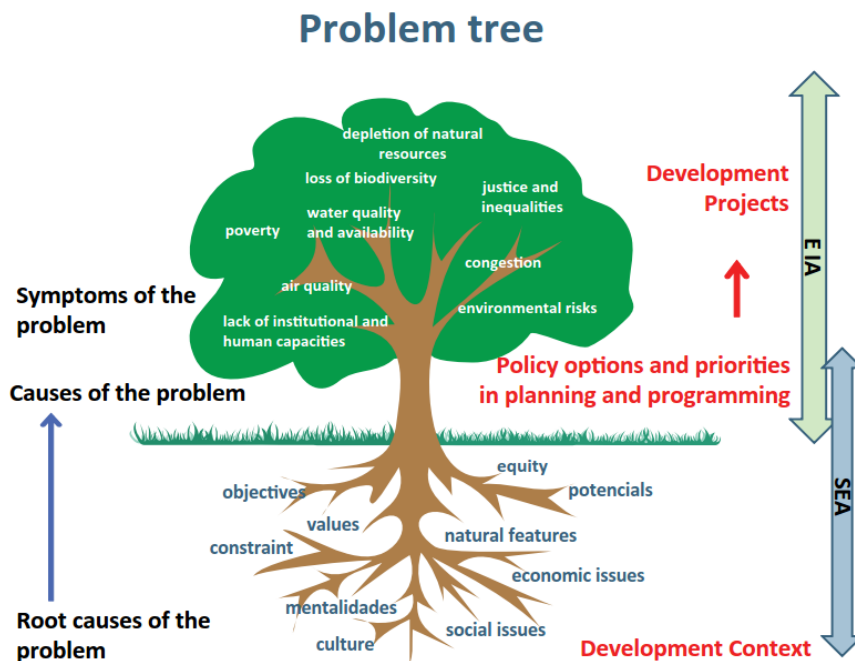 Problem tree
depletion of natural
resources
loss of biodiversity
justice and
inequalities
water quality
and availability
poverty
congestion
air quality
environmental risks
lack of institutional and
human capacities
Symptoms of the
problem
Causes of the problem
Root causes of the
problem
objectives
values
constraint
mentalidades
culture
equity
potencials
natural features
economic issues
social issues
Development
Projects
Policy options and priorities
in planning and programming
Development Context
E IA
SEA